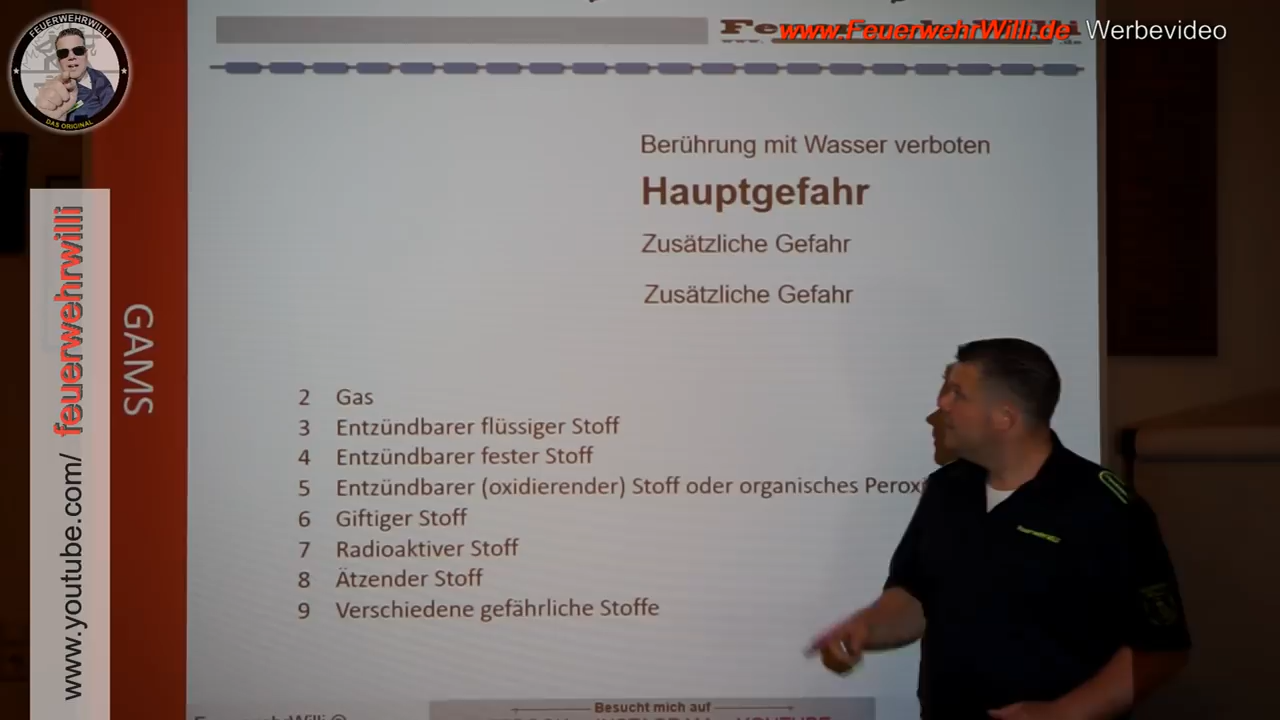 FEUERWEHRWILLI
DAS ORIGINAL
www.FeuerwehrWilli.de Werbevideo
Berührung mit Wasser verboten
Hauptgefahr
Zusätzliche Gefahr
Zusätzliche Gefahr
www.youtube.com/ feuerwehrwilli
GAMS
2 Gas
3 Entzündbarer flüssiger Stoff
4 Entzündbarer fester Stoff
5 Entzündbarer (oxidierender) Stoff oder organisches Peroxi
6 Giftiger Stoff
7 Radioaktiver Stoff
8 Ätzender Stoff
9 Verschiedene gefährliche Stoffe
Besucht mich auf